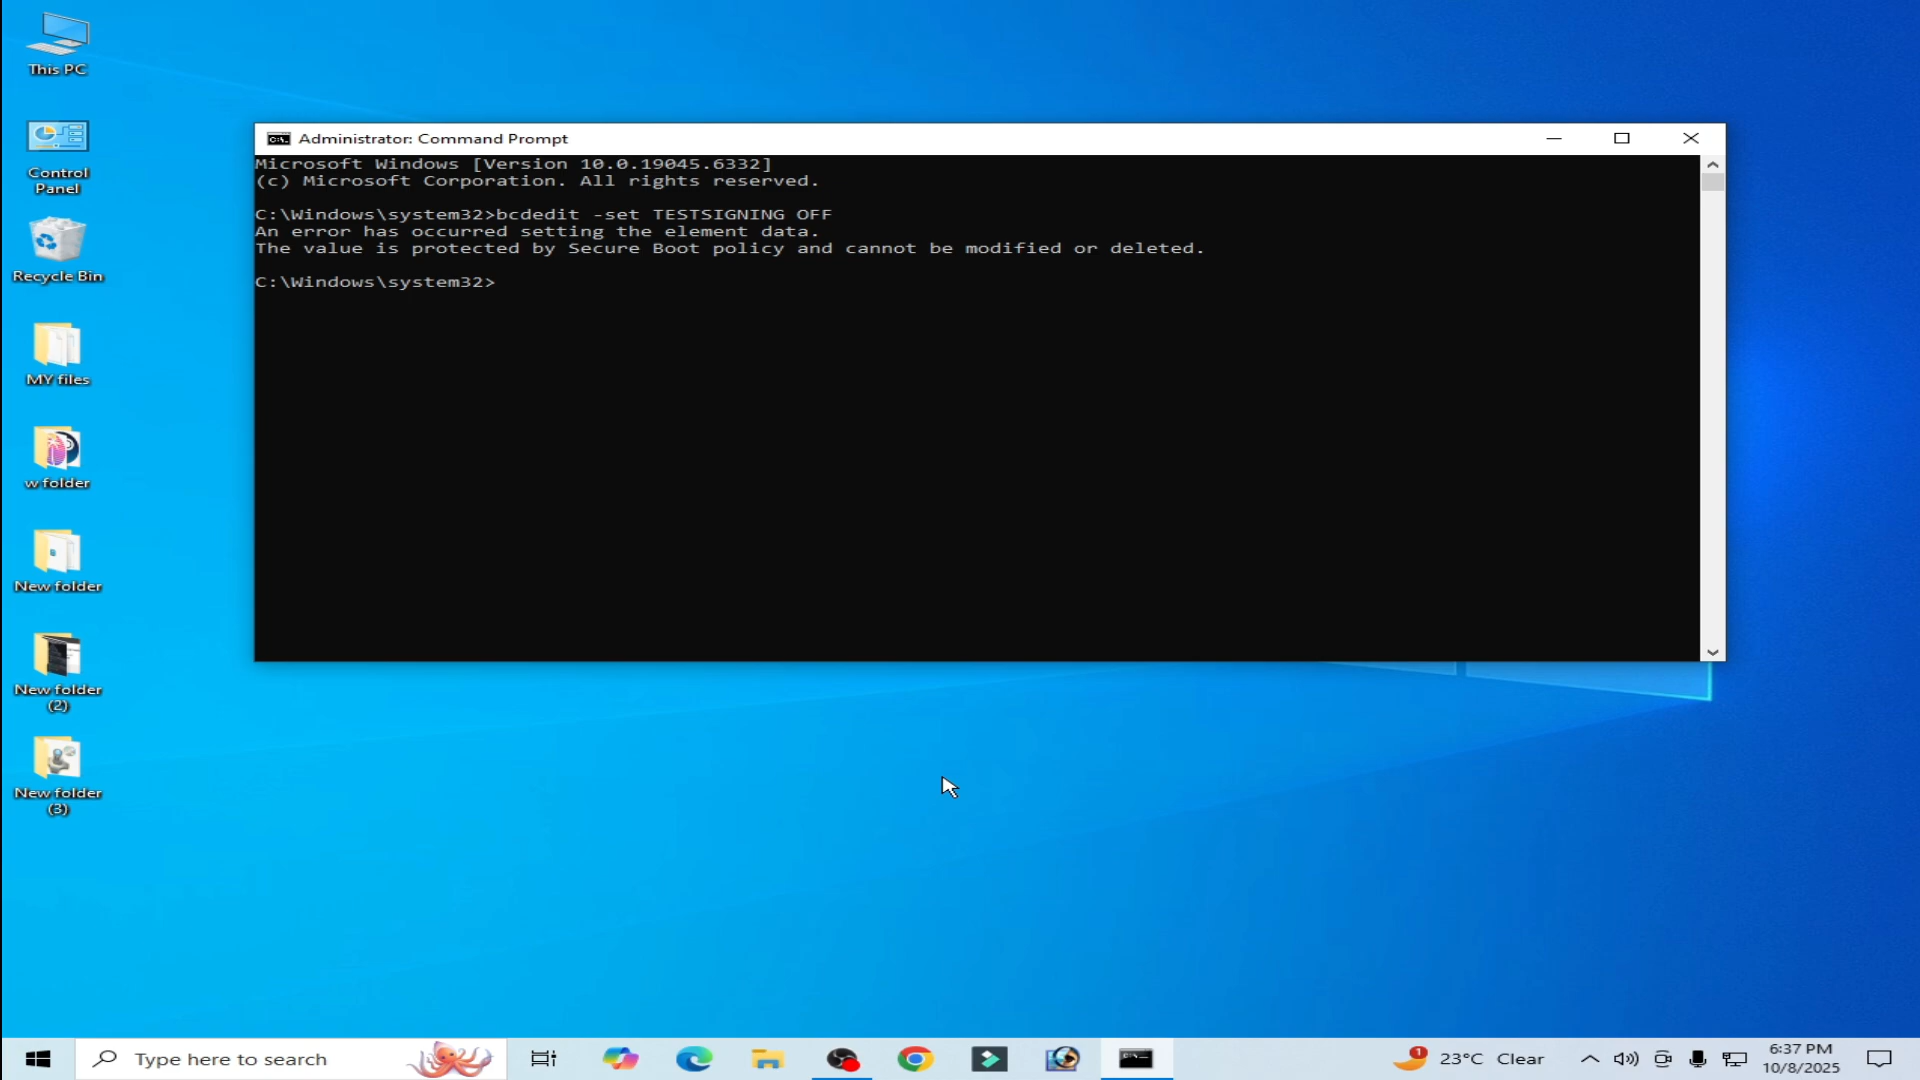 This PC
Control
Panel
Recycle Bin
MY files
w folder
New folder
New folder
(2)
New folder
(3)
Administrator: Command Prompt
Microsoft Windows [Version 10.0.19045.6332]
(c) Microsoft Corporation. All rights reserved.
C:\Windows\system32>bcdedit -set TESTSIGNING OFF
An error has occurred setting the element data.
The value is protected by Secure Boot policy and cannot be modified or deleted.
C:\Windows\system32>
Type here to search
1
23°C Clear
6:37 PM
10/8/2025